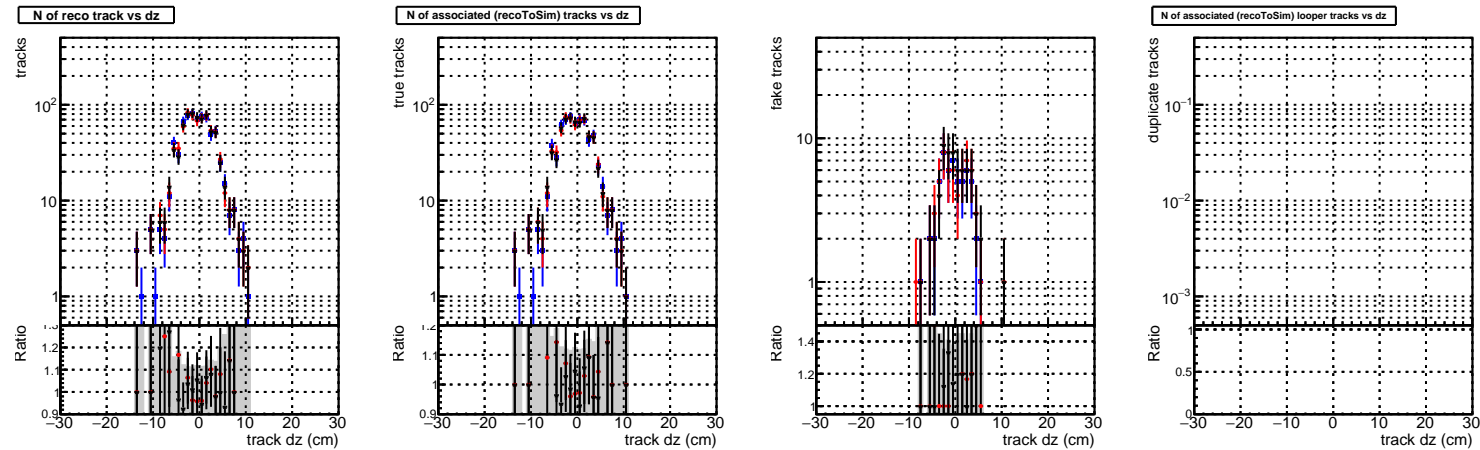 N of reco track vs dz
tracks
10²
10
1
Ratio
1.3
1.2
1.1
1
0.9
−30 −20 −10 0 10 20 30
track dz (cm)
N of associated (recoToSim) tracks vs dz
true tracks
10²
10
1
Ratio
1.2
1.1
1
0.9
−30 −20 −10 0 10 20 30
track dz (cm)
fake tracks
10
1
Ratio
1.4
1.2
1
−30 −20 −10 0 10 20 30
track dz (cm)
N of associated (recoToSim) looper tracks vs dz
duplicate tracks
10⁻¹
10⁻²
10⁻³
Ratio
1
0.5
0
−30 −20 −10 0 10 20 30
track dz (cm)